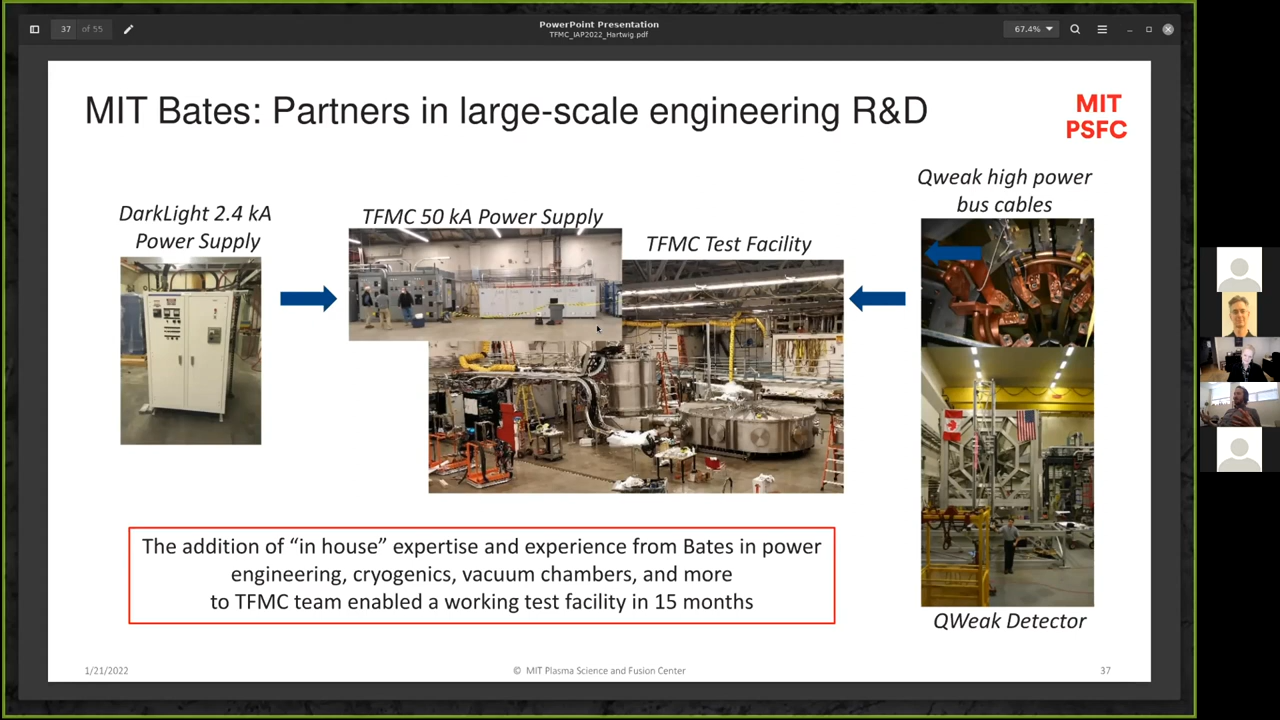 37 of 55
PowerPoint Presentation
TFMC_IAP2022_Hartwig.pdf
67.4%
MIT Bates: Partners in large-scale engineering R&D
MIT
PSFC
DarkLight 2.4 kA
Power Supply
TFMC 50 kA Power Supply
TFMC Test Facility
Qweak high power
bus cables
The addition of “in house” expertise and experience from Bates in power
engineering, cryogenics, vacuum chambers, and more
to TFMC team enabled a working test facility in 15 months
QWeak Detector
1/21/2022
© MIT Plasma Science and Fusion Center
37